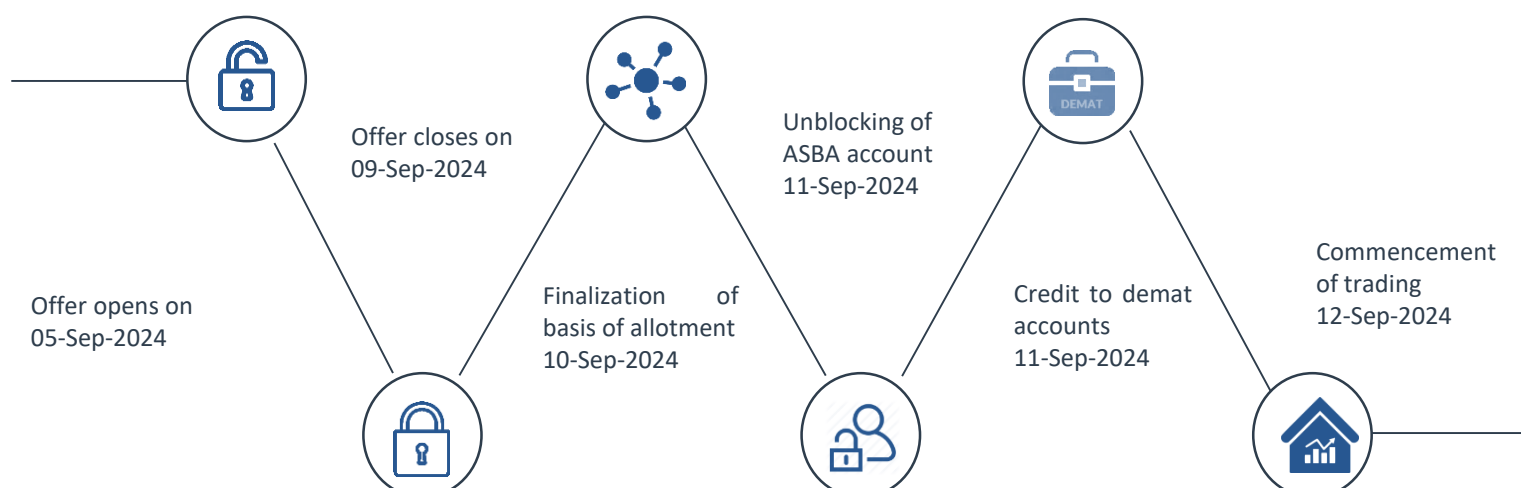 Offer opens on
05-Sep-2024
Offer closes on
09-Sep-2024
Finalization of
basis of allotment
10-Sep-2024
Unblocking of
ASBA account
11-Sep-2024
DEMAT
Credit to demat
accounts
11-Sep-2024
Commencement
of trading
12-Sep-2024